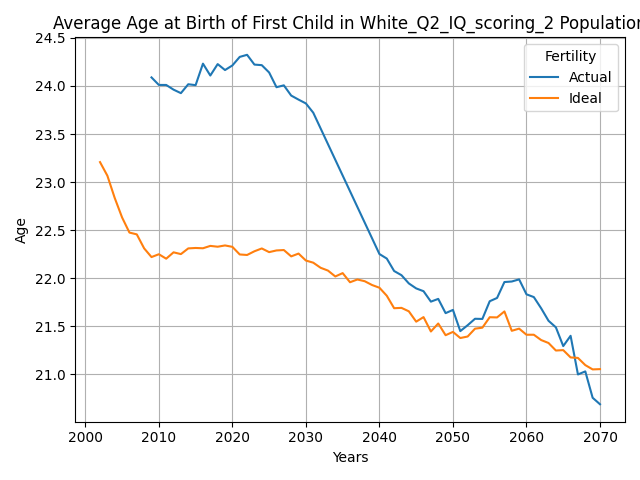 Average Age at Birth of First Child in White_Q2_IQ_scoring_2 Population
24.5
24.0
23.5
23.0
22.5
22.0
21.5
21.0
Age
Fertility
Actual
Ideal
2000 2010 2020 2030 2040 2050 2060 2070
Years